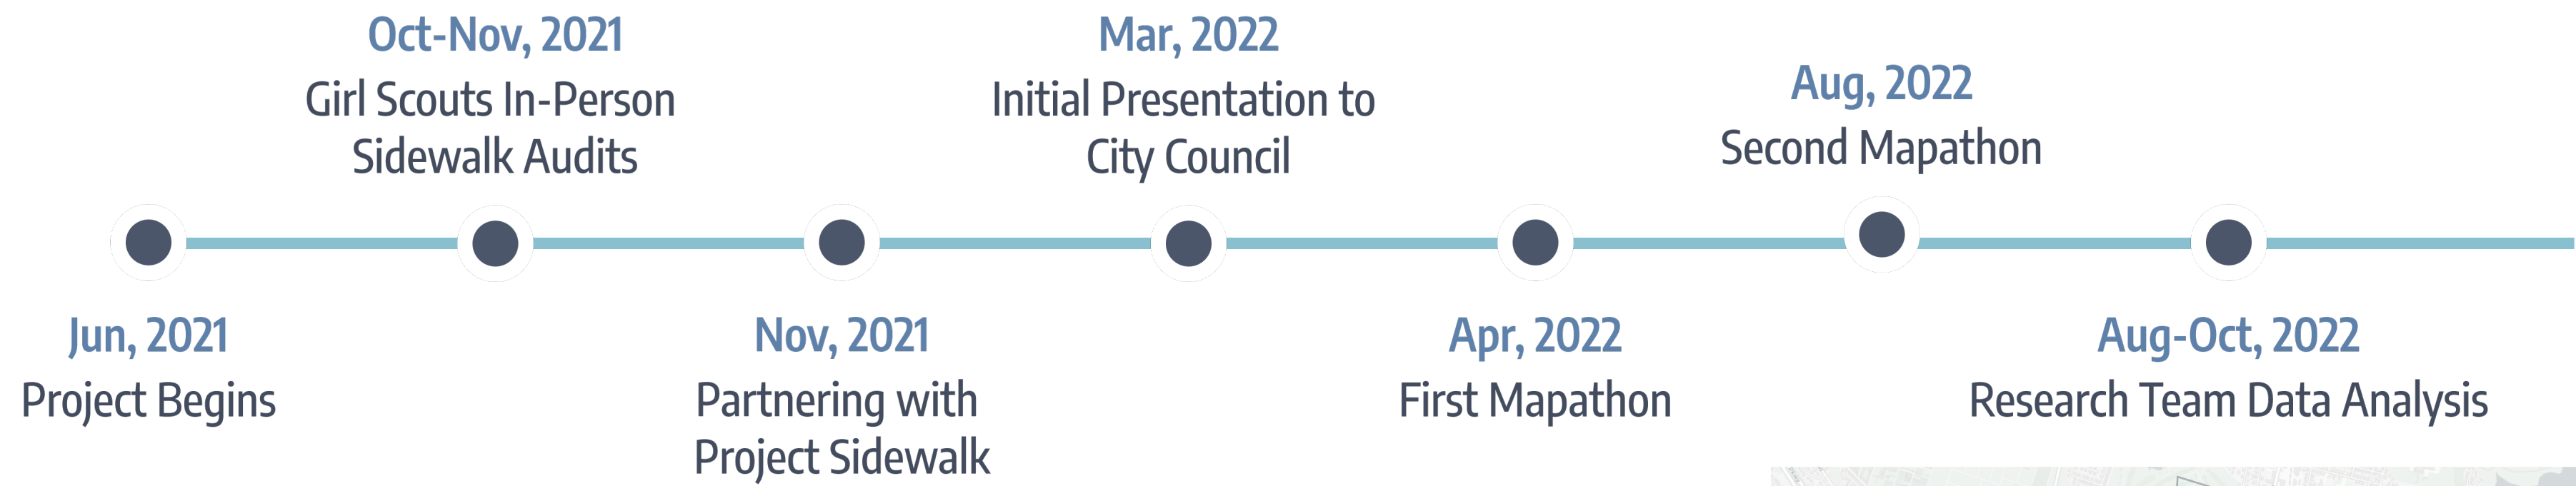 Jun, 2021
Project Begins
Oct-Nov, 2021
Girl Scouts In-Person
Sidewalk Audits
Nov, 2021
Partnering with
Project Sidewalk
Mar, 2022
Initial Presentation to
City Council
Apr, 2022
First Mapathon
Aug, 2022
Second Mapathon
Aug-Oct, 2022
Research Team Data Analysis